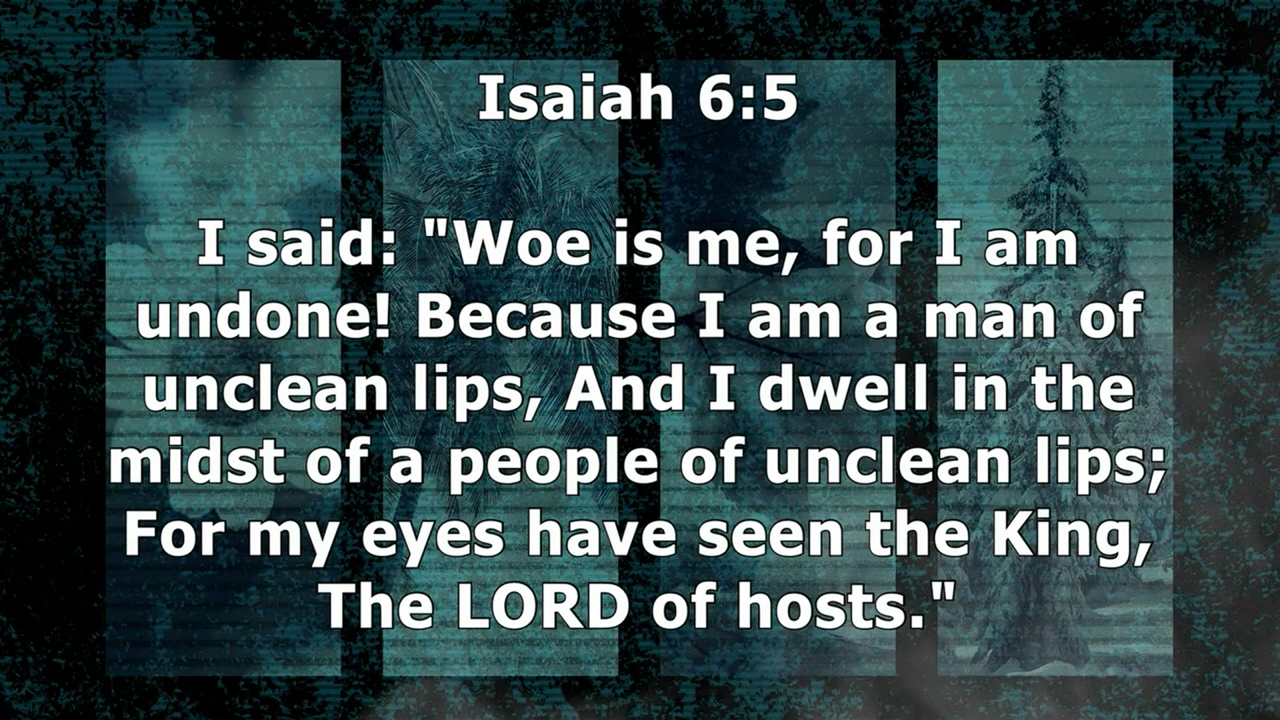 Isaiah 6:5
I said: "Woe is me, for I am
undone! Because I am a man of
unclean lips, And I dwell in the
midst of a people of unclean lips;
For my eyes have seen the King,
The LORD of hosts."